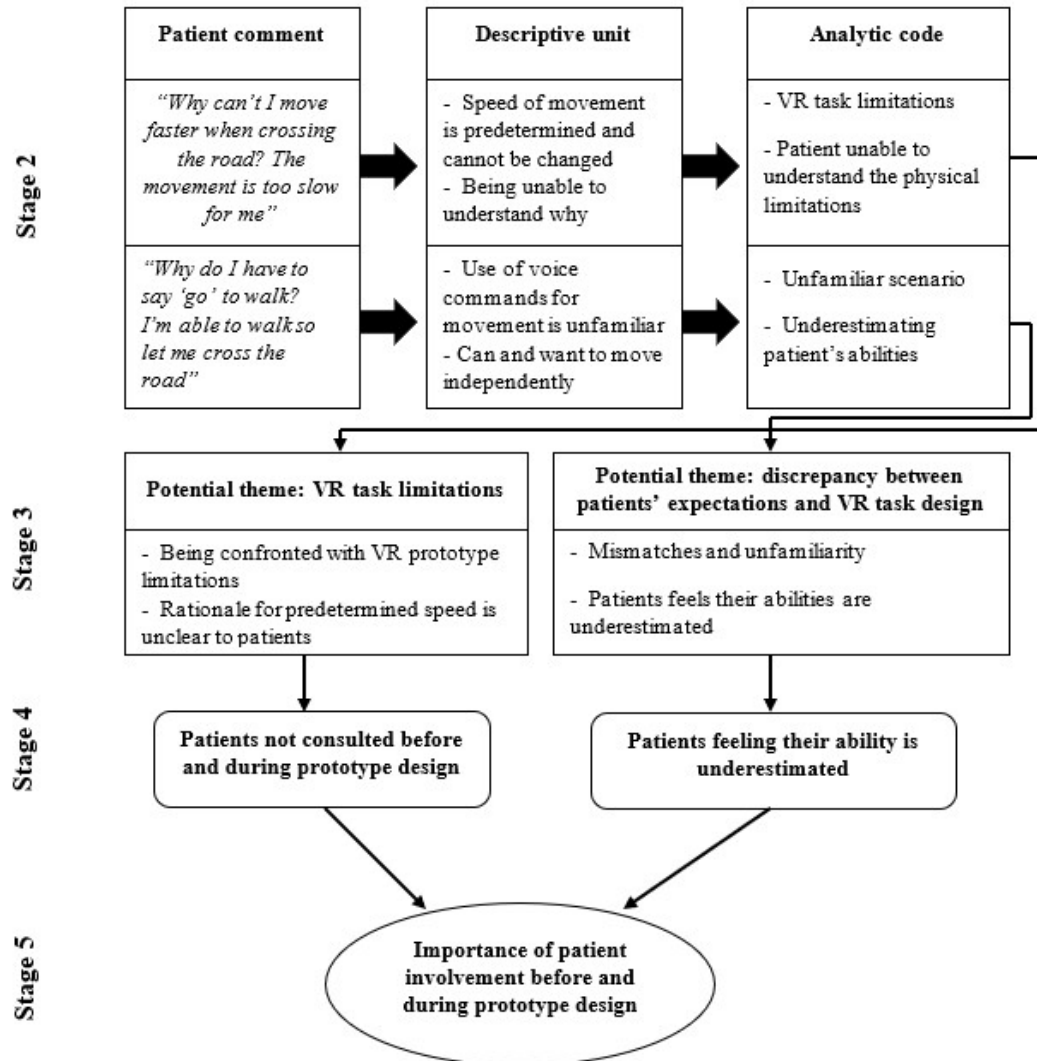 Stage 2
Patient comment
“Why can’t I move
faster when crossing
the road? The
movement is too slow
for me”
“Why do I have to
say ‘go’ to walk?
I’m able to walk so
let me cross the
road”
Descriptive unit
- Speed of movement
is predetermined and
cannot be changed
- Being unable to
understand why
- Use of voice
commands for
movement is unfamiliar
- Can and want to move
independently
Analytic code
- VR task limitations
- Patient unable to
understand the physical
limitations
- Unfamiliar scenario
- Underestimating
patient’s abilities
Stage 3
Potential theme: VR task limitations
- Being confronted with VR prototype
limitations
- Rationale for predetermined speed is
unclear to patients
Potential theme: discrepancy between
patients’ expectations and VR task design
- Mismatches and unfamiliarity
- Patients feels their abilities are
underestimated
Stage 4
Patients not consulted before
and during prototype design
Patients feeling their ability is
underestimated
Stage 5
Importance of patient
involvement before and
during prototype design